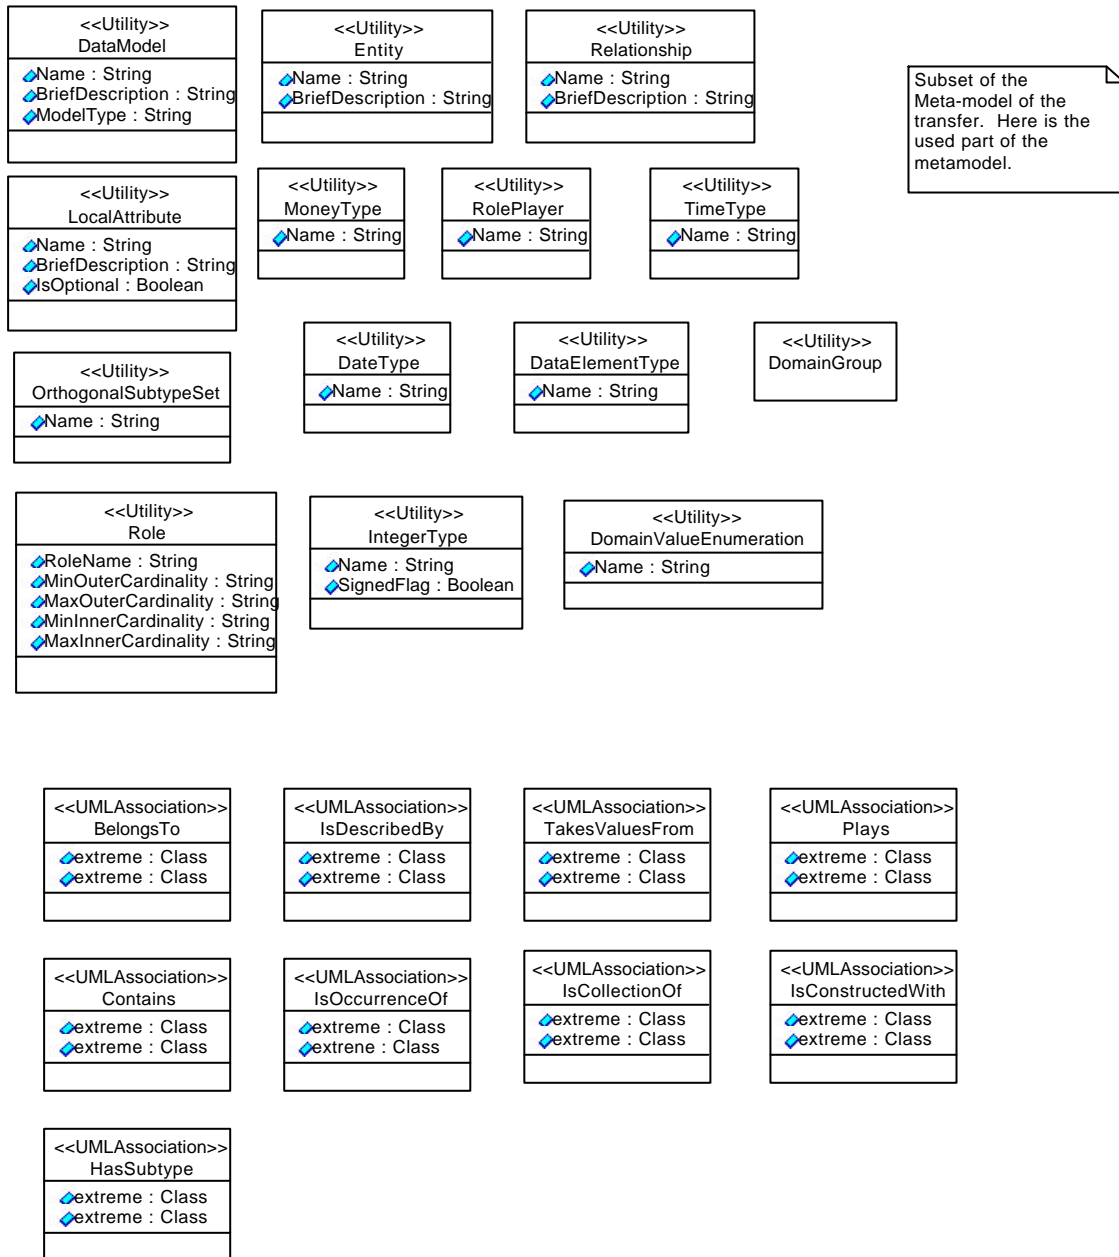 <<Utility>>
DataModel
Name : String
BriefDescription : String
ModelType : String
<<Utility>>
Entity
Name : String
BriefDescription : String
<<Utility>>
Relationship
Name : String
BriefDescription : String
Subset of the
Meta-model of the
transfer. Here is the
used part of the
metamodel.
<<Utility>>
LocalAttribute
Name : String
BriefDescription : String
IsOptional : Boolean
<<Utility>>
MoneyType
Name : String
<<Utility>>
RolePlayer
Name : String
<<Utility>>
TimeType
Name : String
<<Utility>>
OrthogonalSubtypeSet
Name : String
<<Utility>>
DateType
Name : String
<<Utility>>
DataElementType
Name : String
<<Utility>>
DomainGroup
<<Utility>>
Role
RoleName : String
MinOuterCardinality : String
MaxOuterCardinality : String
MinInnerCardinality : String
MaxInnerCardinality : String
<<Utility>>
IntegerType
Name : String
SignedFlag : Boolean
<<Utility>>
DomainValueEnumeration
Name : String
<<UMLAssociation>>
BelongsTo
extreme : Class
extreme : Class
<<UMLAssociation>>
IsDescribedBy
extreme : Class
extreme : Class
<<UMLAssociation>>
TakesValuesFrom
extreme : Class
extreme : Class
<<UMLAssociation>>
Plays
extreme : Class
extreme : Class
<<UMLAssociation>>
Contains
extreme : Class
extreme : Class
<<UMLAssociation>>
IsOccurrenceOf
extreme : Class
extrene : Class
<<UMLAssociation>>
IsCollectionOf
extreme : Class
extreme : Class
<<UMLAssociation>>
IsConstructedWith
extreme : Class
extreme : Class
<<UMLAssociation>>
HasSubtype
extreme : Class
extreme : Class